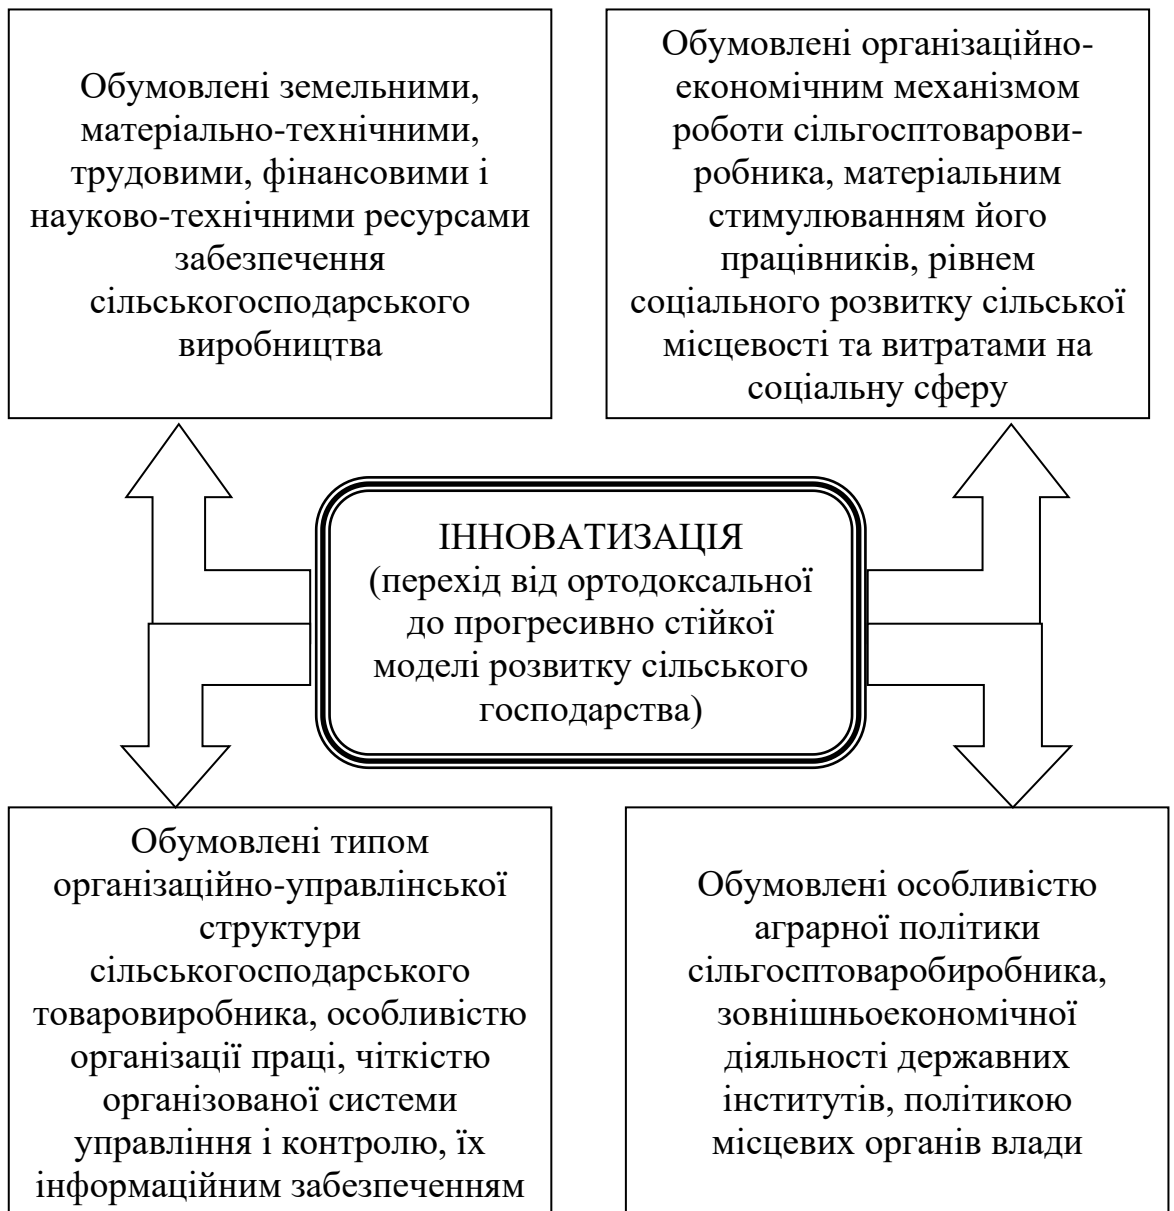 Обумовлені земельними,
матеріально-технічними,
трудовими, фінансовими і
науково-технічними ресурсами
забезпечення
сільськогосподарського
виробництва
Обумовлені організаційно-
економічним механізмом
роботи сільгосптоварови-
робника, матеріальним
стимулюванням його
працівників, рівнем
соціального розвитку сільської
місцевості та витратами на
соціальну сферу
ІННОВАТИЗАЦІЯ
(перехід від ортодоксальної
до прогресивно стійкої
моделі розвитку сільського
господарства)
Обумовлені типом
організаційно-управлінської
структури
сільськогосподарського
товаровиробника, особливістю
організації праці, чіткістю
організованої системи
управління і контролю, їх
інформаційним забезпеченням
Обумовлені особливістю
аграрної політики
сільгосптоваробиробника,
зовнішньоекономічної
діяльності державних
інститутів, політикою
місцевих органів влади